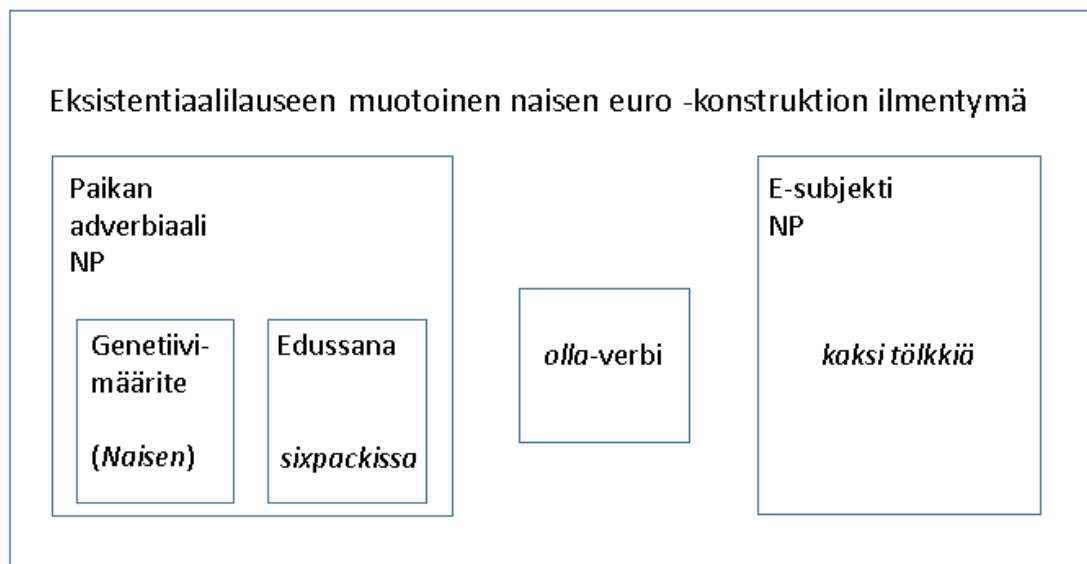 Eksistentiaalilauseen muotoinen naisen euro -konstruktion ilmentymä
Paikan
adverbiaali
NP
Genetiivi-
määrite
(Naisen)
Edussana
sixpackissa
olla-verbi
E-subjekti
NP
kaksi tölkkiä